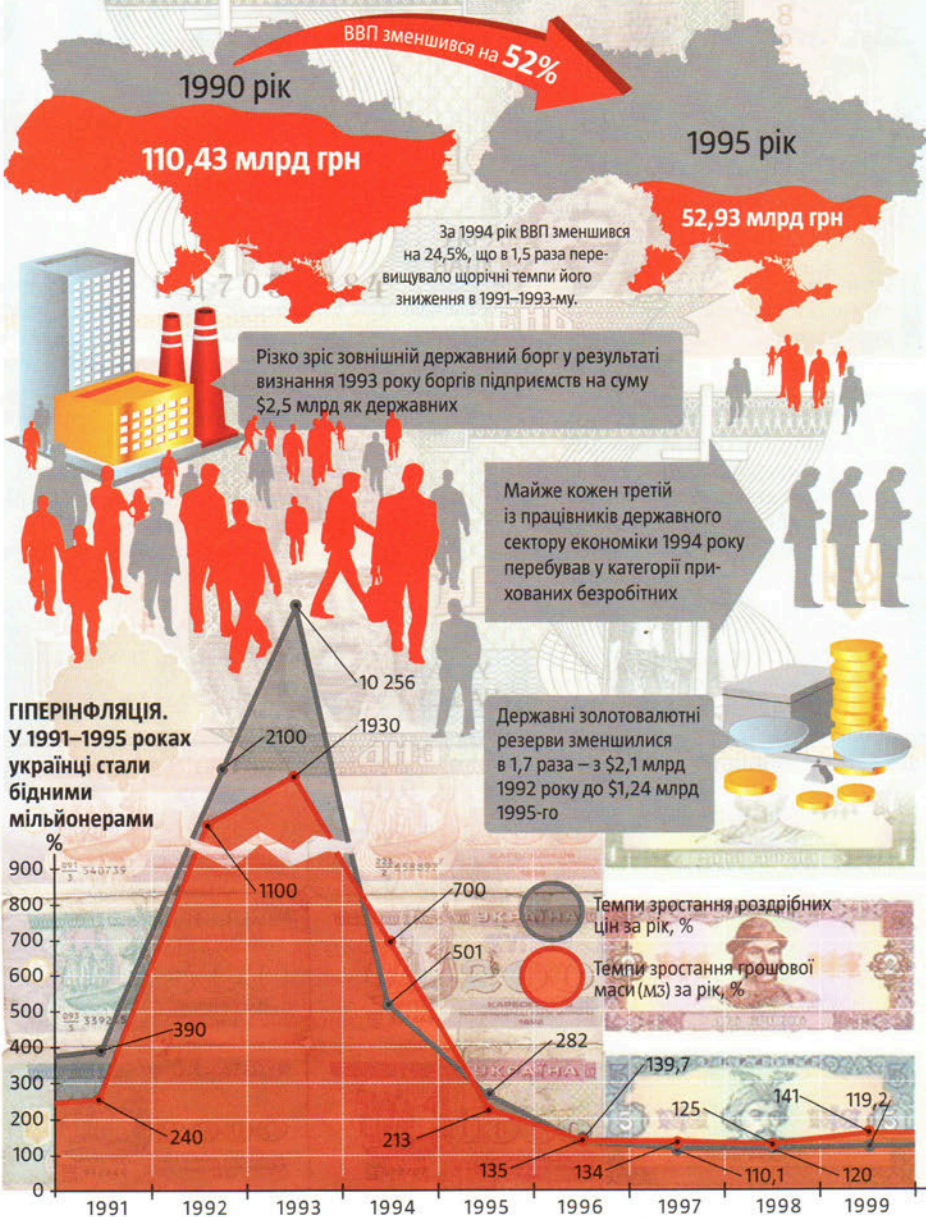 ВВП зменшився на 52%
1990 рік
110,43 млрд грн
1995 рік
52,93 млрд грн
За 1994 рік ВВП зменшився
на 24,5%, що в 1,5 раза пере-
вищувало щорічні темпи його
зниження в 1991–1993-му.
Різко зріс зовнішній державний борг у результаті
визнання 1993 року боргів підприємств на суму
$2,5 млрд як державних
Майже кожен третій
із працівників державного
сектору економіки 1994 року
перебував у категорії при-
хованих безробітних
Державні золотовалютні
резерви зменшилися
в 1,7 раза – з $2,1 млрд
1992 року до $1,24 млрд
1995-го
ГІПЕРІНФЛЯЦІЯ.
У 1991–1995 роках
українці стали
бідними
мільйонерами
%
900
800
700
600
500
400
300
200
100
0
390
240
2100
1100
10 256
1930
700
501
282
213
139,7
135
134
110,1
125
120
141
119,2
Темпи зростання роздрібних
цін за рік, %
Темпи зростання грошової
маси (М3) за рік, %
540739
УКРАЇНА
УКРАЇНА
1991
1992
1993
1994
1995
1996
1997
1998
1999